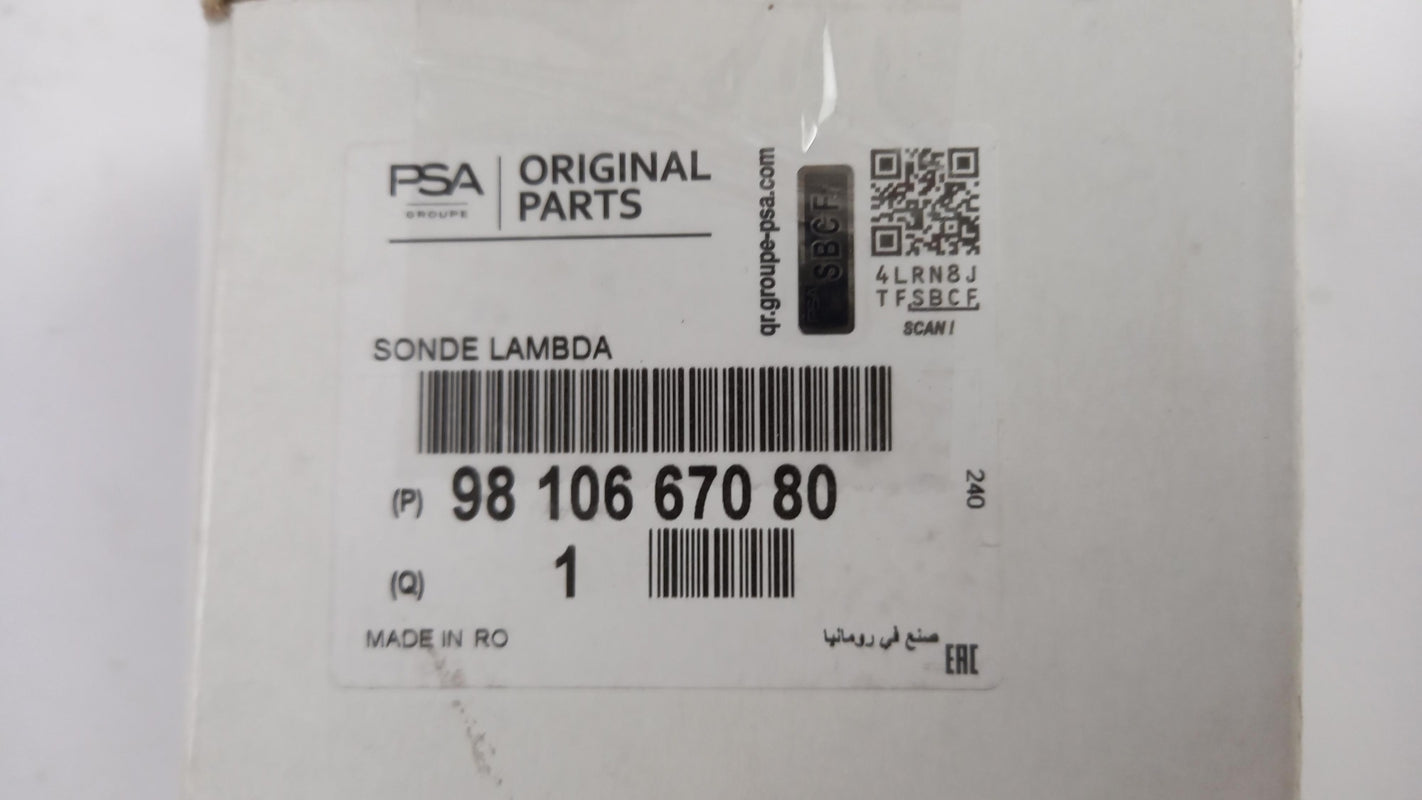 PSA
GROUPE
ORIGINAL
PARTS
qr.groupe-psa.com
PSA SBCF
4LRN8J
TFSBCF
SCAN!
SONDE LAMBDA
(P) 98 106 670 80
240
(Q) 1
MADE IN RO
صنع في رومانيا
EAC